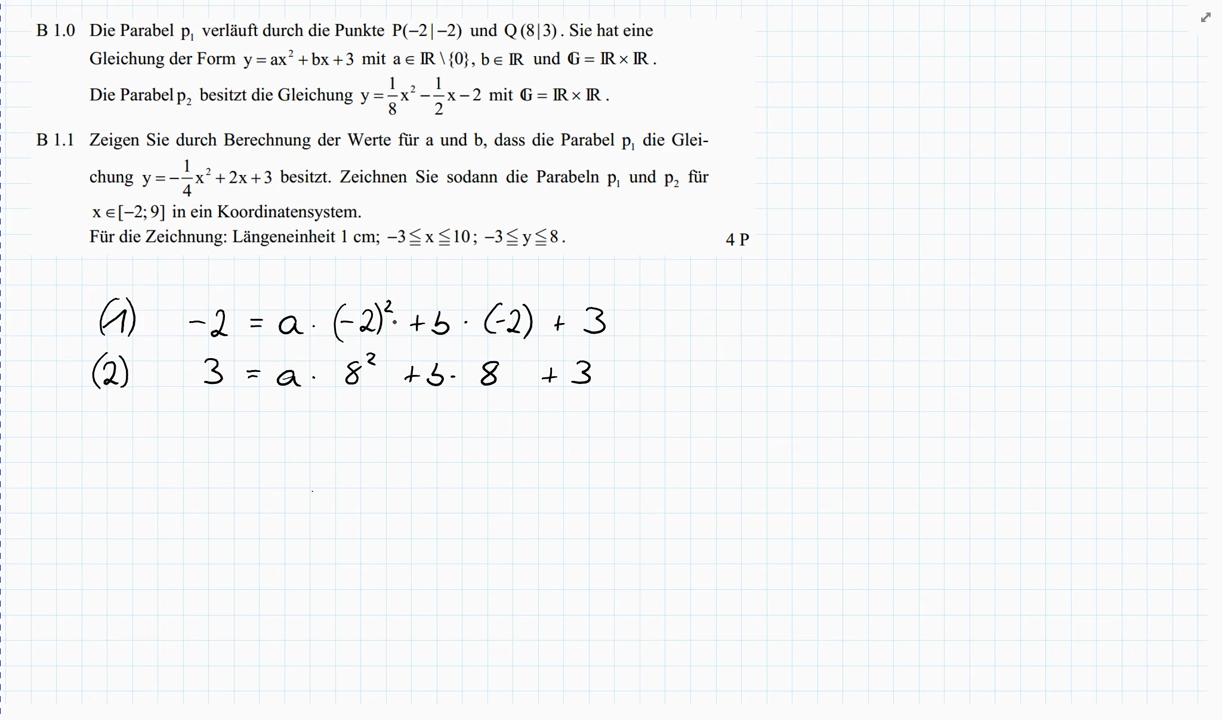 B 1.0 Die Parabel p₁ verläuft durch die Punkte P(−2|−2) und Q(8|3). Sie hat eine
Gleichung der Form y = ax² + bx + 3 mit a ∈ ℝ \ {0}, b ∈ ℝ und 𝔾 = ℝ × ℝ.
Die Parabel p₂ besitzt die Gleichung y = 1/8 x² − 1/2 x − 2 mit 𝔾 = ℝ × ℝ.
B 1.1 Zeigen Sie durch Berechnung der Werte für a und b, dass die Parabel p₁ die Glei-
chung y = −1/4 x² + 2x + 3 besitzt. Zeichnen Sie sodann die Parabeln p₁ und p₂ für
x ∈ [−2; 9] in ein Koordinatensystem.
Für die Zeichnung: Längeneinheit 1 cm; −3 ≦ x ≦ 10; −3 ≦ y ≦ 8. 4 P
(1) −2 = a · (−2)² · + b · (−2) + 3
(2) 3 = a · 8² + b · 8 + 3